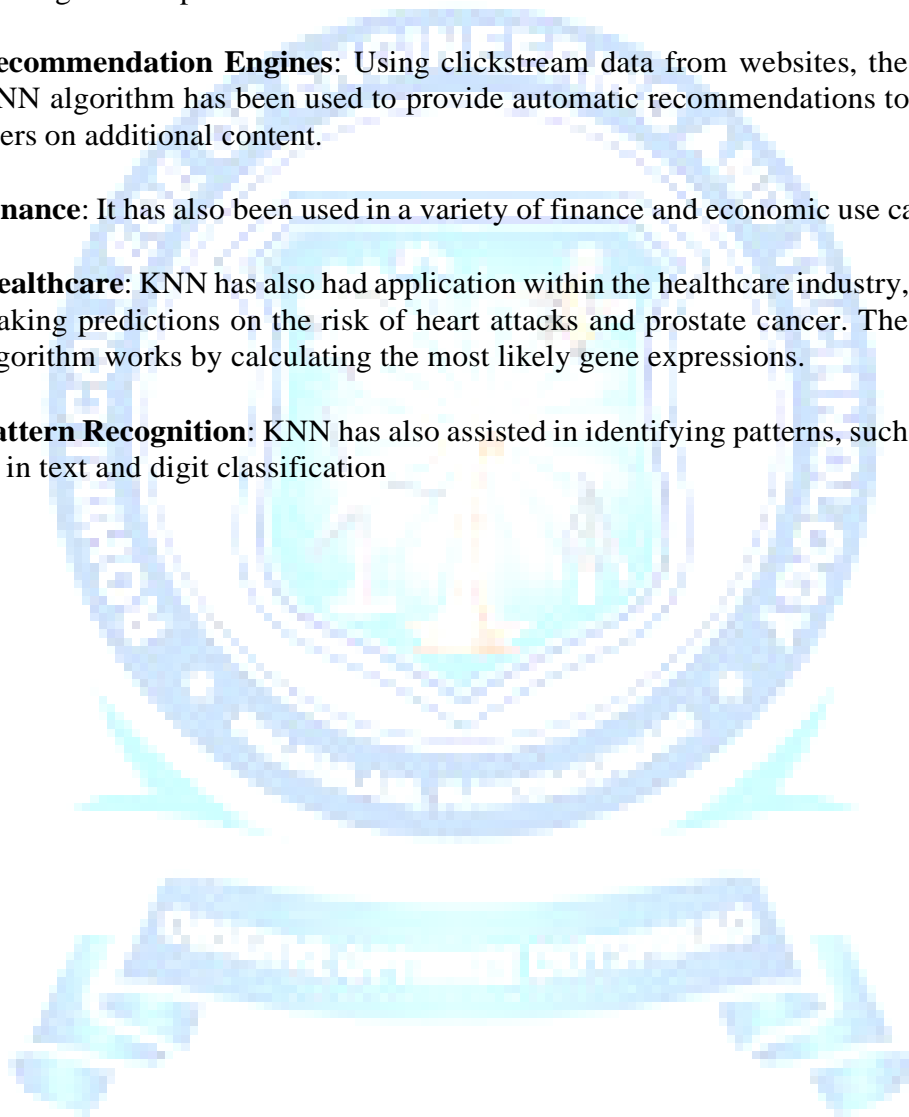 ecommendation Engines: Using clickstream data from websites, the
NN algorithm has been used to provide automatic recommendations to
ers on additional content.
nance: It has also been used in a variety of finance and economic use ca
ealthcare: KNN has also had application within the healthcare industry,
aking predictions on the risk of heart attacks and prostate cancer. The
gorithm works by calculating the most likely gene expressions.
attern Recognition: KNN has also assisted in identifying patterns, such
in text and digit classification